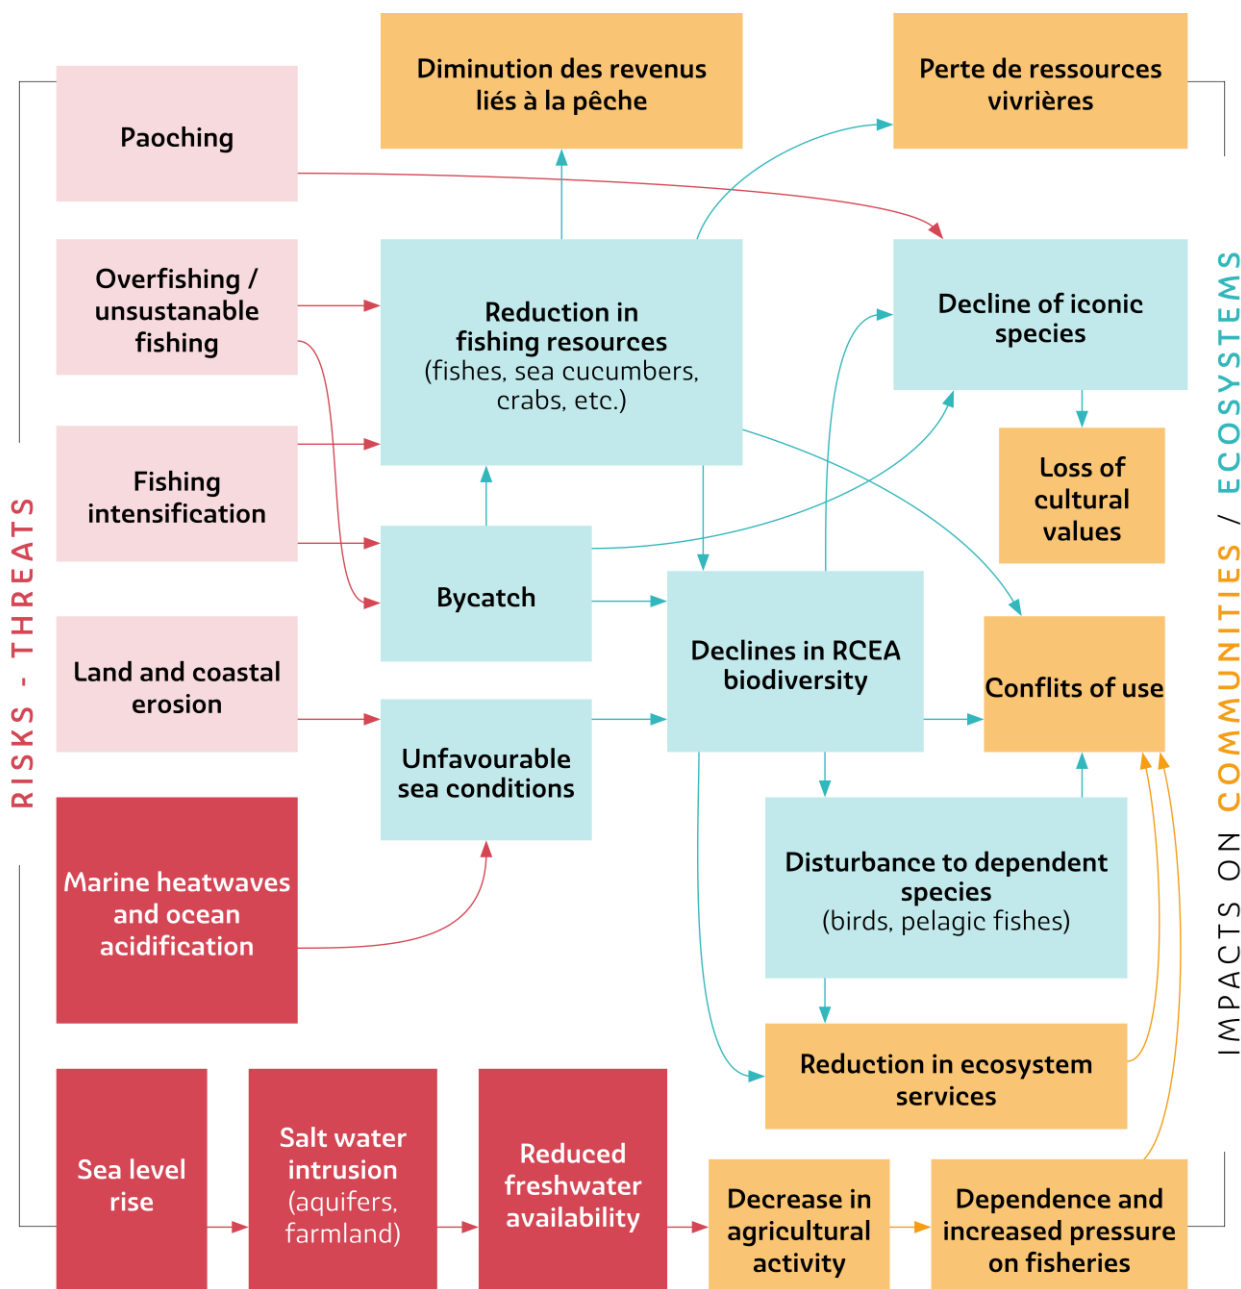 Diminution des revenus
liés à la pêche
Perte de ressources
vivrières
Paoching
Overfishing /
unsustanable
fishing
Reduction in
fishing resources
(fishes, sea cucumbers,
crabs, etc.)
Decline of iconic
species
Fishing
intensification
Loss of
cultural
values
Bycatch
Land and coastal
erosion
Declines in RCEA
biodiversity
Conflits of use
Unfavourable
sea conditions
Marine heatwaves
and ocean
acidification
Disturbance to dependent
species
(birds, pelagic fishes)
Reduction in ecosystem
services
Sea level
rise
Salt water
intrusion
(aquifers,
farmland)
Reduced
freshwater
availability
Decrease in
agricultural
activity
Dependence and
increased pressure
on fisheries
RISKS - THREATS
IMPACTS ON COMMUNITIES / ECOSYSTEMS